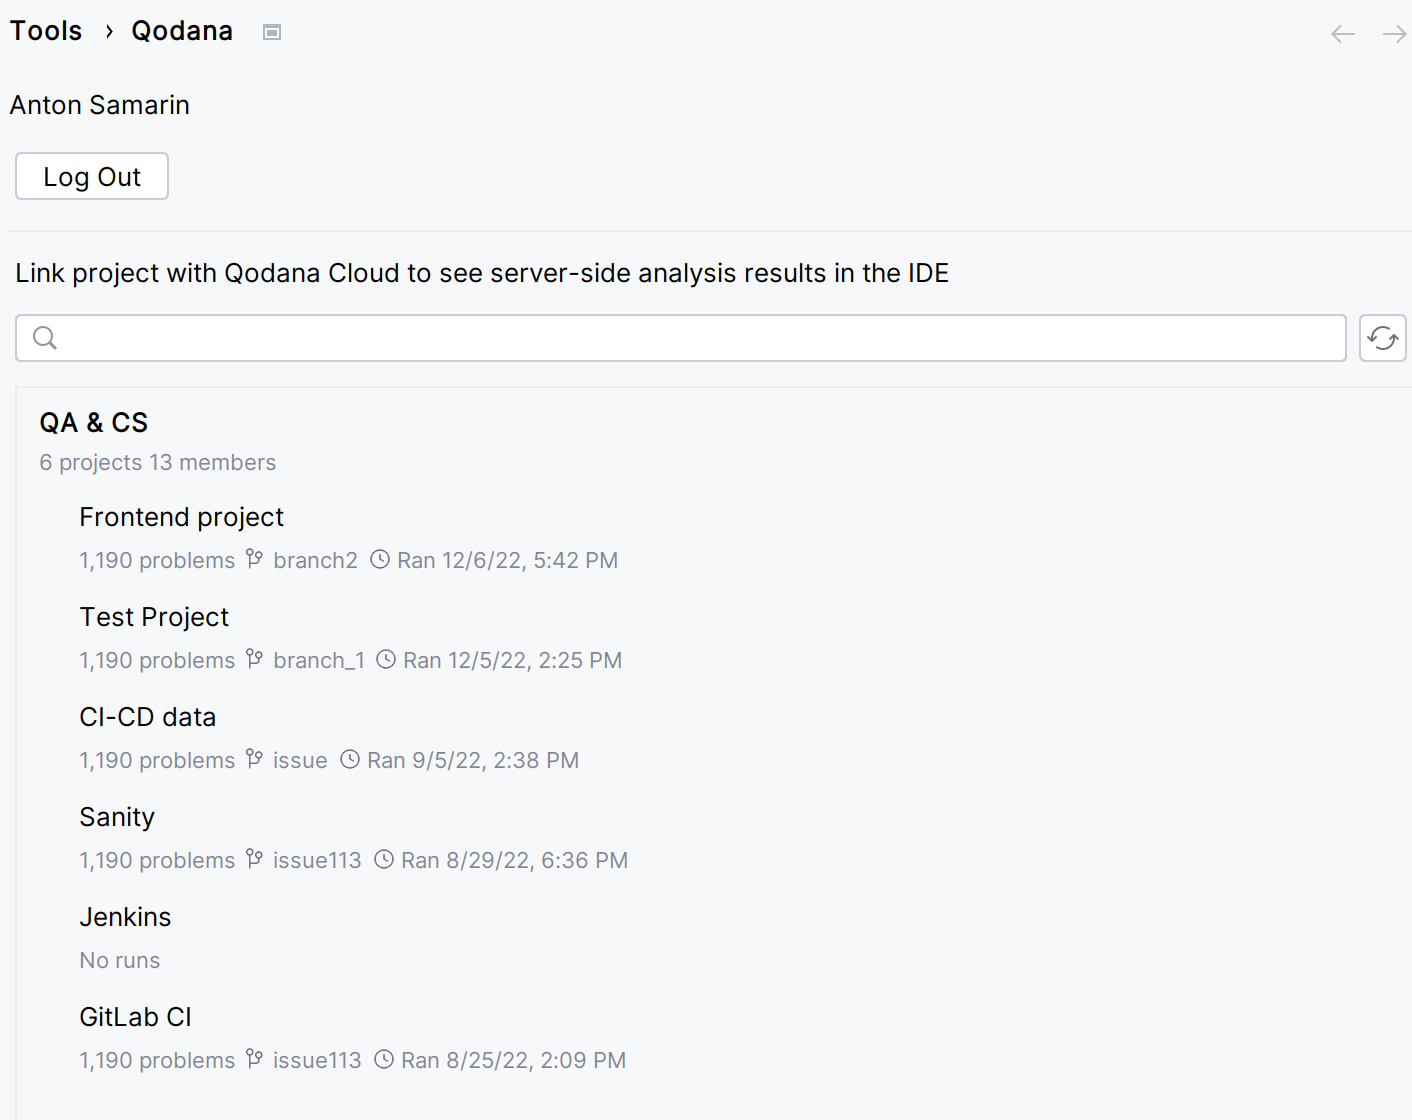 Tools › Qodana
Anton Samarin
Log Out
Link project with Qodana Cloud to see server-side analysis results in the IDE
QA & CS
6 projects 13 members
Frontend project
1,190 problems branch2 Ran 12/6/22, 5:42 PM
Test Project
1,190 problems branch_1 Ran 12/5/22, 2:25 PM
CI-CD data
1,190 problems issue Ran 9/5/22, 2:38 PM
Sanity
1,190 problems issue113 Ran 8/29/22, 6:36 PM
Jenkins
No runs
GitLab CI
1,190 problems issue113 Ran 8/25/22, 2:09 PM